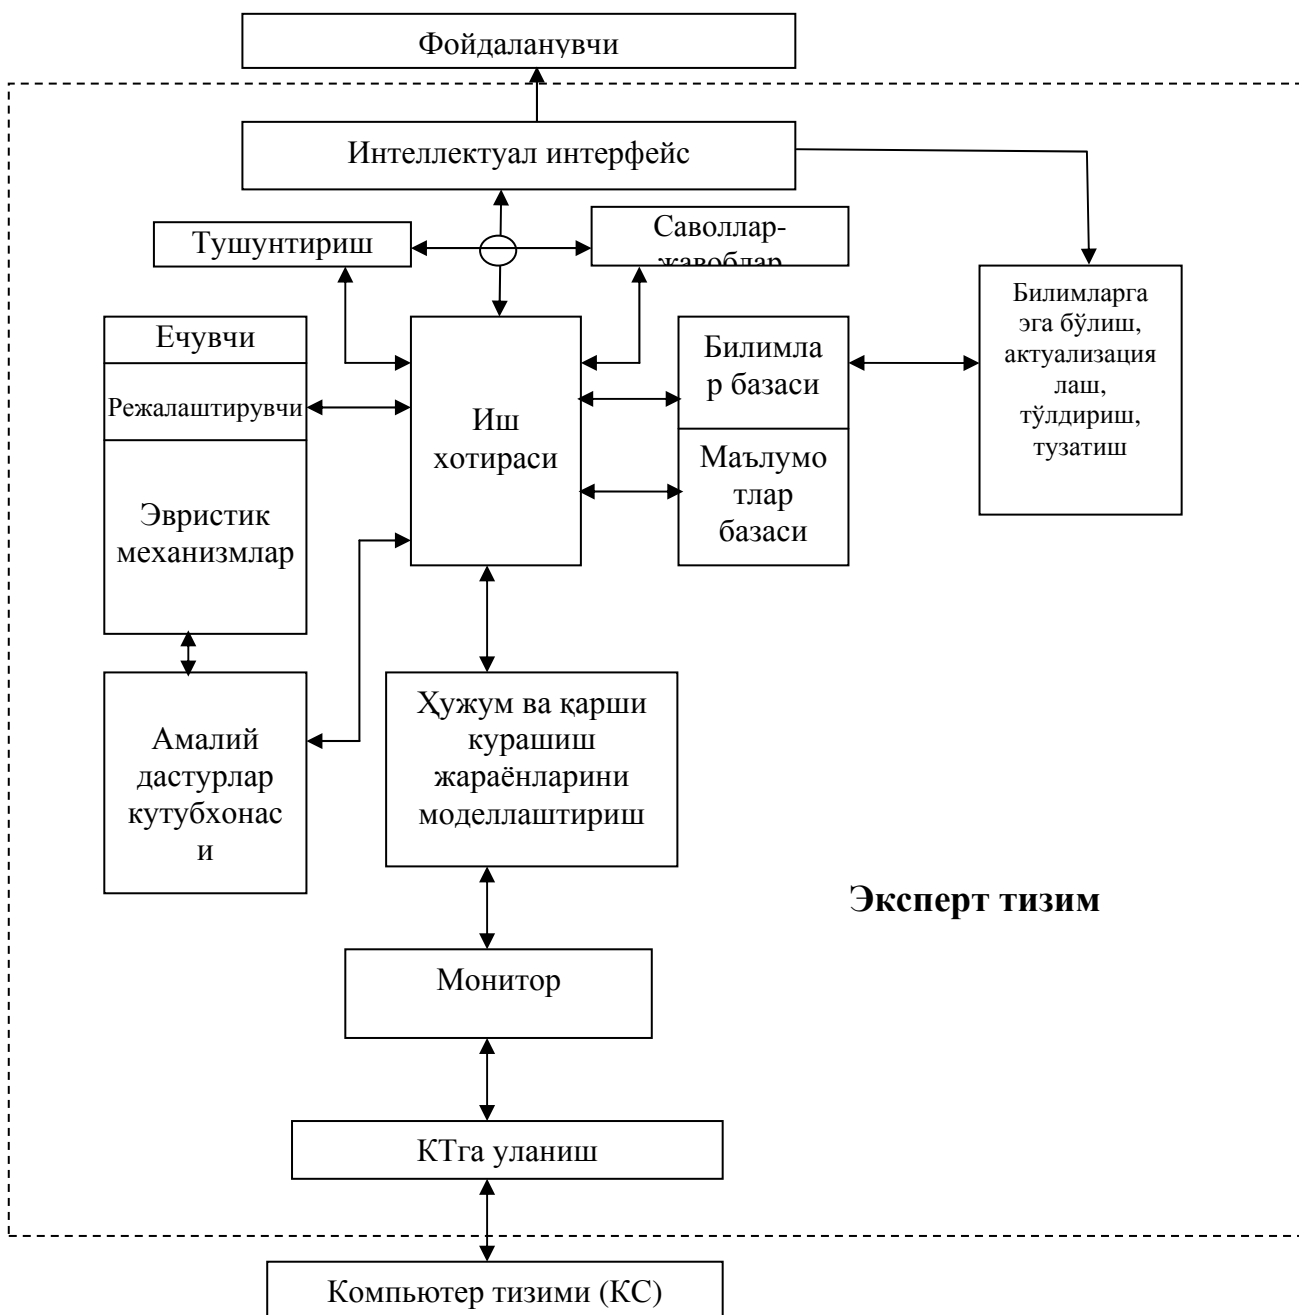 Фойдаланувчи
Интеллектуал интерфейс
Тушунтириш
Саволлар-
жавоблар
Билимларга
эга бўлиш,
актуализация
лаш,
тўлдириш,
тузатиш
Ечувчи
Режалаштирувчи
Эвристик
механизмлар
Иш
хотираси
Билимла
р базаси
Маълумо
тлар
базаси
Амалий
дастурлар
кутубхонас
и
Ҳужум ва қарши
курашиш
жараёнларини
моделлаштириш
Эксперт тизим
Монитор
КТга уланиш
Компьютер тизими (КС)